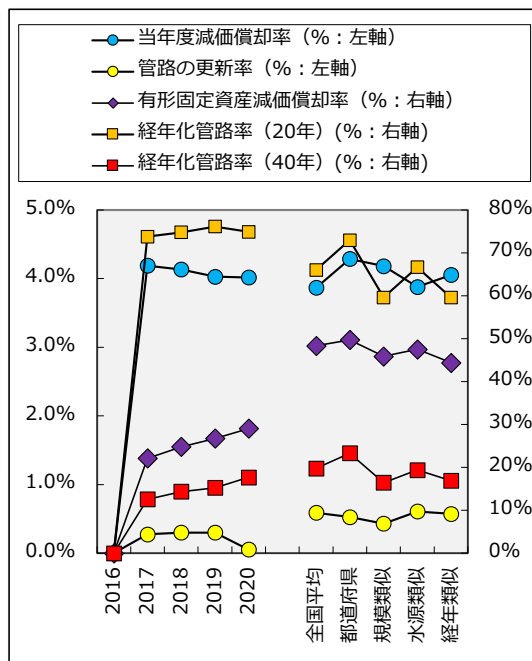 当年度減価償却率（%：左軸）
管路の更新率（%：左軸）
有形固定資産減価償却率（%：右軸）
経年化管路率（20年）(%：右軸)
経年化管路率（40年）(%：右軸)
5.0%
4.0%
3.0%
2.0%
1.0%
0.0%
80%
70%
60%
50%
40%
30%
20%
10%
0%
2016
2017
2018
2019
2020
全国平均
都道府県
規模類似
水源類似
経年類似